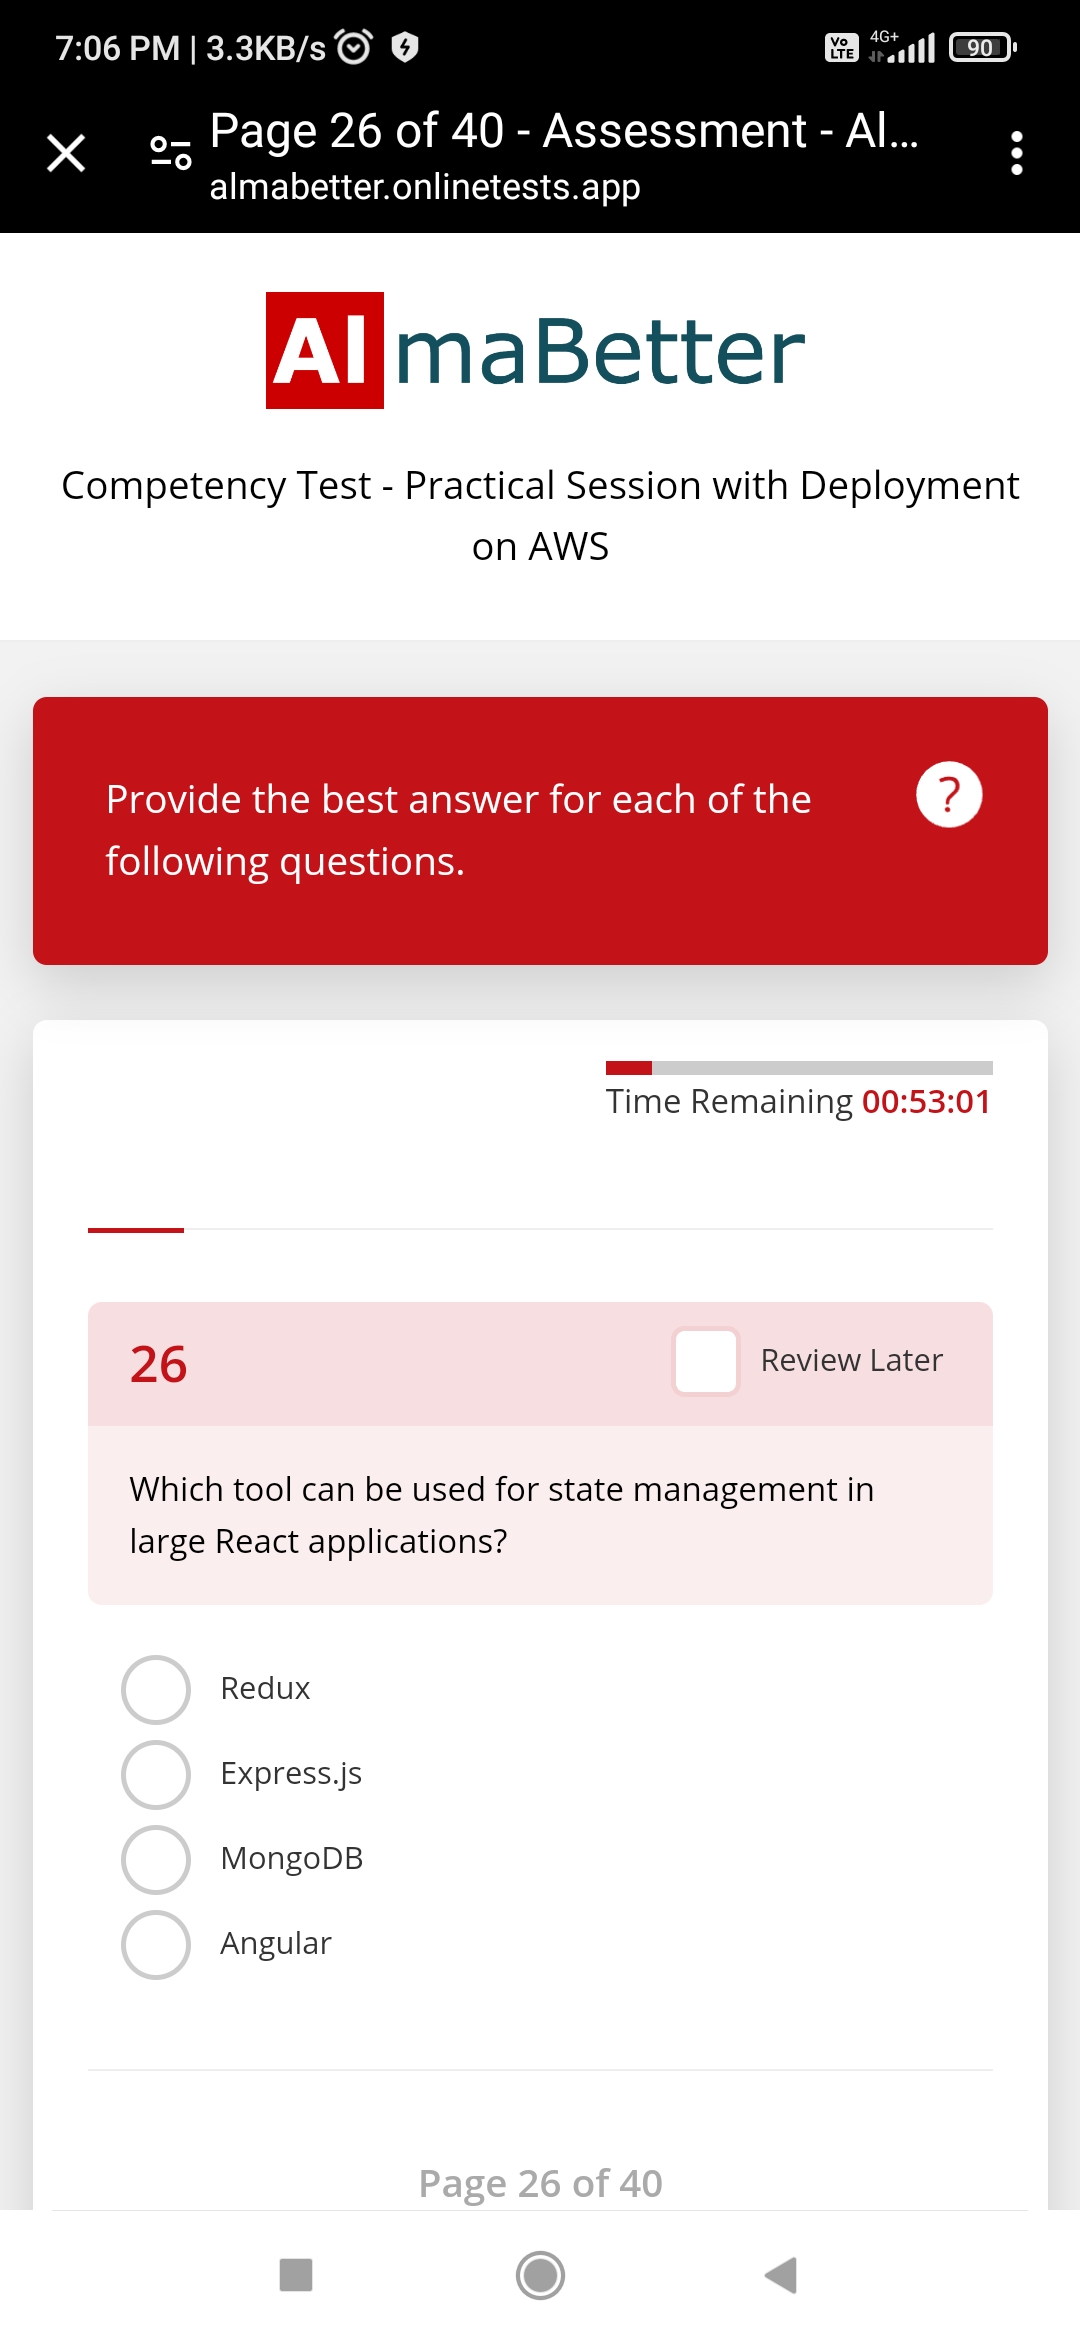 7:06 PM | 3.3KB/s
Vo LTE 4G+ 90
Page 26 of 40 - Assessment - Al...
almabetter.onlinetests.app
AlmaBetter
Competency Test - Practical Session with Deployment
on AWS
Provide the best answer for each of the
following questions.
?
Time Remaining 00:53:01
26
Review Later
Which tool can be used for state management in
large React applications?
Redux
Express.js
MongoDB
Angular
Page 26 of 40